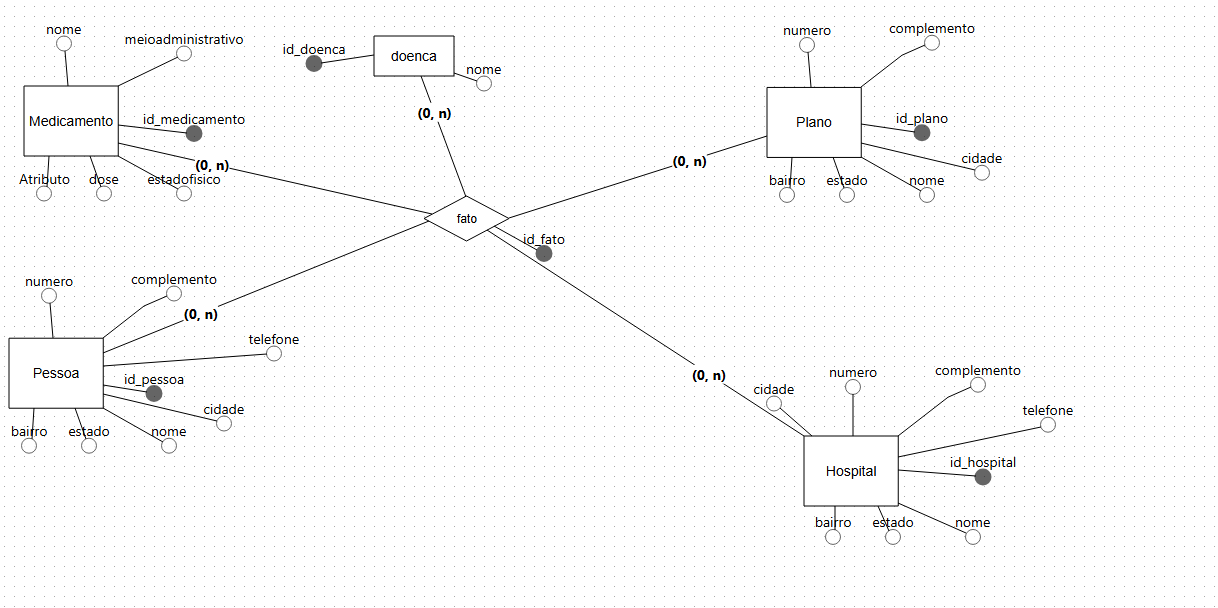 nome
meioadministrativo
Medicamento
id_medicamento
(0, n)
Atributo
dose
estadofisico
id_doenca
doenca
nome
(0, n)
numero
complemento
Plano
id_plano
(0, n)
cidade
bairro
estado
nome
fato
id_fato
numero
complemento
(0, n)
telefone
Pessoa
id_pessoa
cidade
bairro
estado
nome
(0, n)
cidade
numero
complemento
telefone
Hospital
id_hospital
bairro
estado
nome